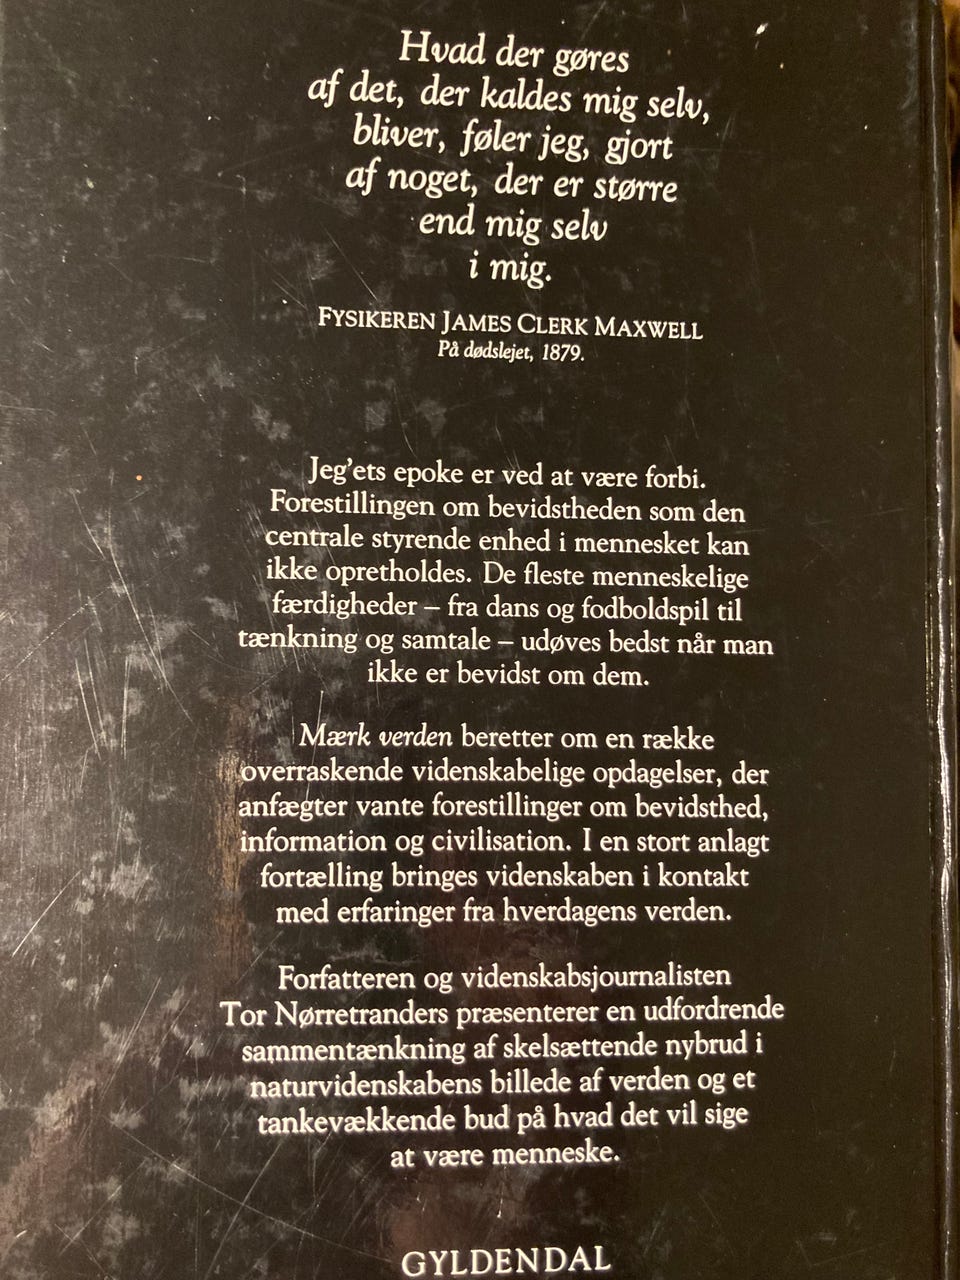 Hvad der gøres
af det, der kaldes mig selv,
bliver, føler jeg, gjort
af noget, der er større
end mig selv
i mig.
FYSIKEREN JAMES CLERK MAXWELL
På dødslejet, 1879.
Jeg'ets epoke er ved at være forbi.
Forestillingen om bevidstheden som den
centrale styrende enhed i mennesket kan
ikke opretholdes. De fleste menneskelige
færdigheder – fra dans og fodboldspil til
tænkning og samtale – udøves bedst når man
ikke er bevidst om dem.
Mærk verden beretter om en række
overraskende videnskabelige opdagelser, der
anfægter vante forestillinger om bevidsthed,
information og civilisation. I en stort anlagt
fortælling bringes videnskaben i kontakt
med erfaringer fra hverdagens verden.
Forfatteren og videnskabsjournalisten
Tor Nørretranders præsenterer en udfordrende
sammentænkning af skelsættende nybrud i
naturvidenskabens billede af verden og et
tankevækkende bud på hvad det vil sige
at være menneske.
GYLDENDAL